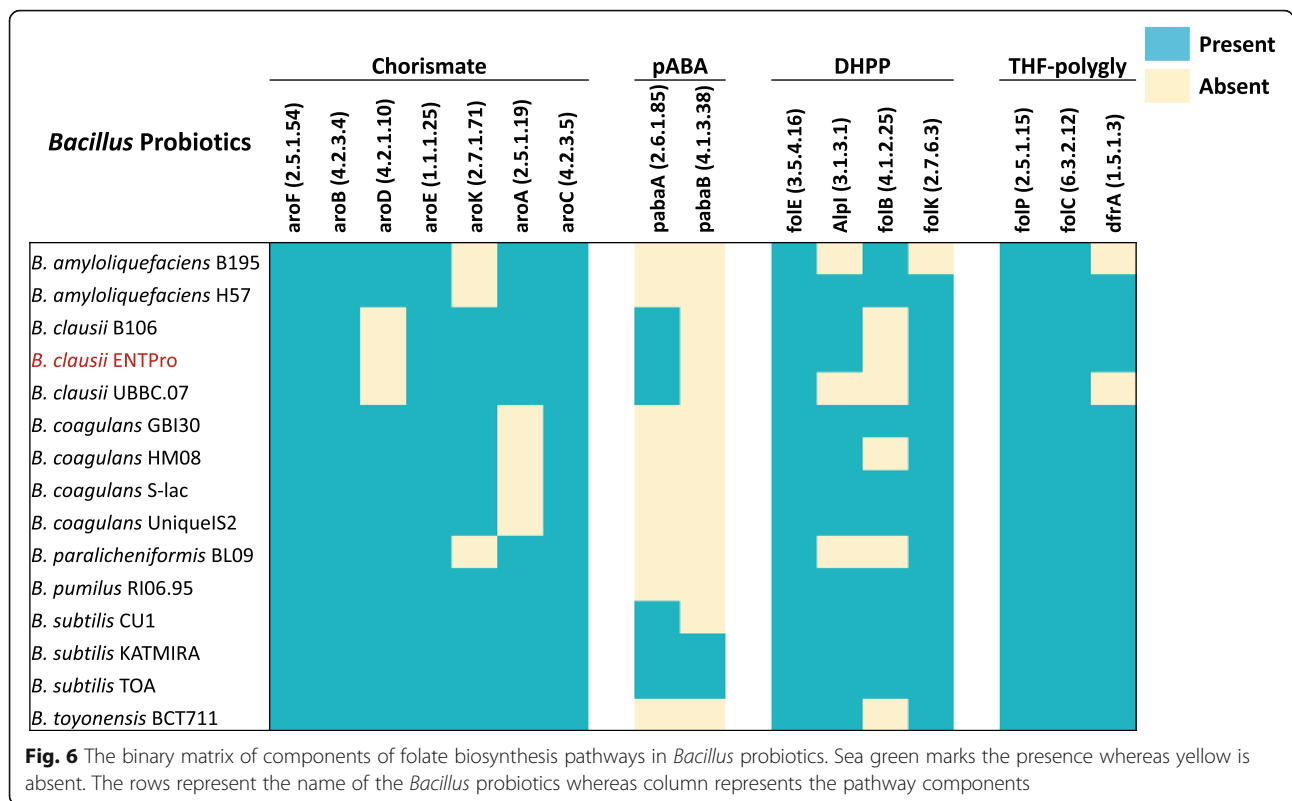 Present
Absent
Chorismate pABA DHPP THF-polygly
Bacillus Probiotics
aroF (2.5.1.54)
aroB (4.2.3.4)
aroD (4.2.1.10)
aroE (1.1.1.25)
aroK (2.7.1.71)
aroA (2.5.1.19)
aroC (4.2.3.5)
pabaA (2.6.1.85)
pabaB (4.1.3.38)
folE (3.5.4.16)
AlpI (3.1.3.1)
folB (4.1.2.25)
folK (2.7.6.3)
folP (2.5.1.15)
folC (6.3.2.12)
dfrA (1.5.1.3)
B. amyloliquefaciens B195
B. amyloliquefaciens H57
B. clausii B106
B. clausii ENTPro
B. clausii UBBC.07
B. coagulans GBI30
B. coagulans HM08
B. coagulans S-lac
B. coagulans UniqueIS2
B. paralicheniformis BL09
B. pumilus RI06.95
B. subtilis CU1
B. subtilis KATMIRA
B. subtilis TOA
B. toyonensis BCT711
Fig. 6 The binary matrix of components of folate biosynthesis pathways in Bacillus probiotics. Sea green marks the presence whereas yellow is
absent. The rows represent the name of the Bacillus probiotics whereas column represents the pathway components